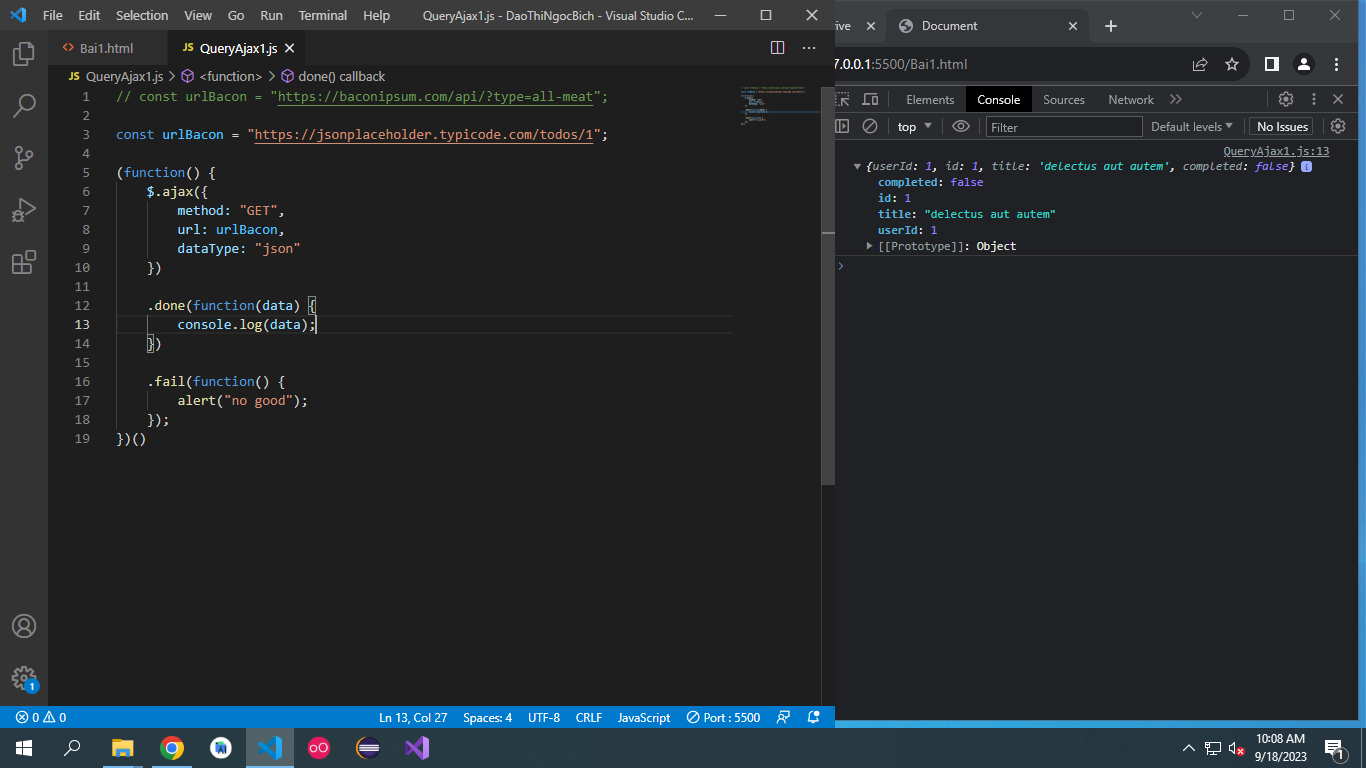 File Edit Selection View Go Run Terminal Help QueryAjax1.js - DaoThiNgocBich - Visual Studio C...
Bai1.html
JS QueryAjax1.js
JS QueryAjax1.js > <function> > done() callback
1 // const urlBacon = "https://baconipsum.com/api/?type=all-meat";
2
3 const urlBacon = "https://jsonplaceholder.typicode.com/todos/1";
4
5 (function() {
6 $.ajax({
7 method: "GET",
8 url: urlBacon,
9 dataType: "json"
10 })
11
12 .done(function(data) {
13 console.log(data);
14 })
15
16 .fail(function() {
17 alert("no good");
18 });
19 })()
1
0 0
Ln 13, Col 27 Spaces: 4 UTF-8 CRLF JavaScript Port : 5500
ive Document
7.0.0.1:5500/Bai1.html
Elements Console Sources Network
top Filter Default levels No Issues
QueryAjax1.js:13
{userId: 1, id: 1, title: 'delectus aut autem', completed: false} i
completed: false
id: 1
title: "delectus aut autem"
userId: 1
[[Prototype]]: Object
10:08 AM
9/18/2023
1